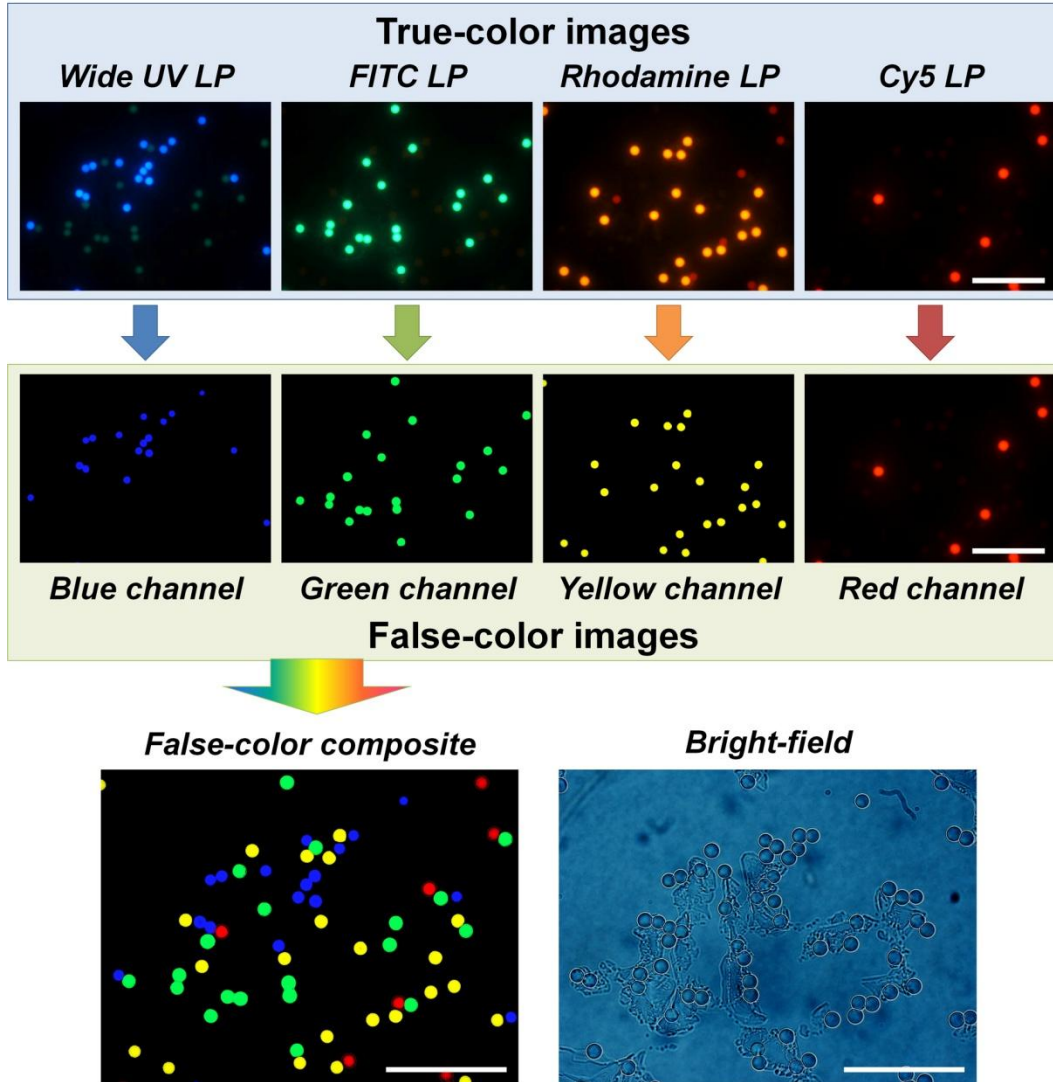 True-color images
Wide UV LP FITC LP Rhodamine LP Cy5 LP
Blue channel Green channel Yellow channel Red channel
False-color images
False-color composite Bright-field